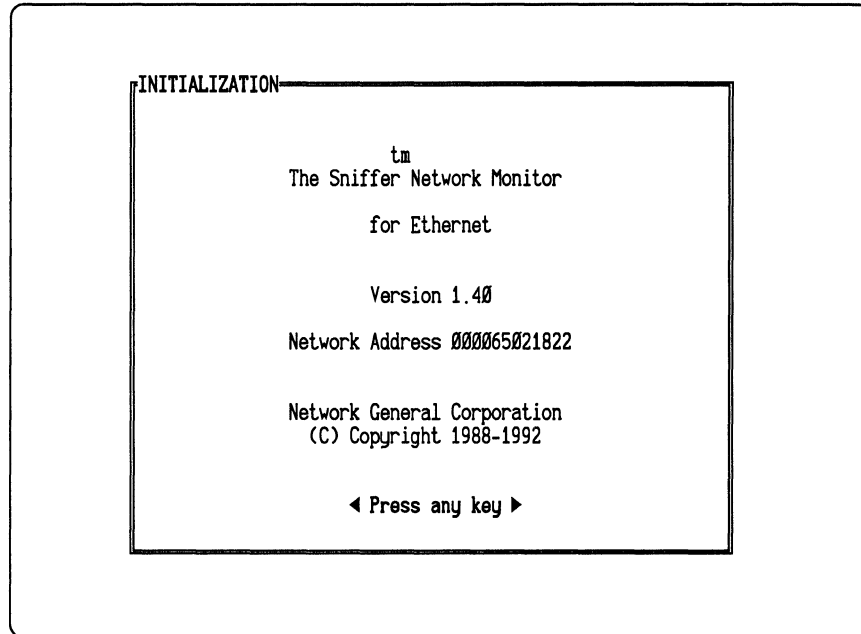 INITIALIZATION
tm
The Sniffer Network Monitor
for Ethernet
Version 1.40
Network Address 000065021822
Network General Corporation
(C) Copyright 1988-1992
◄ Press any key ►